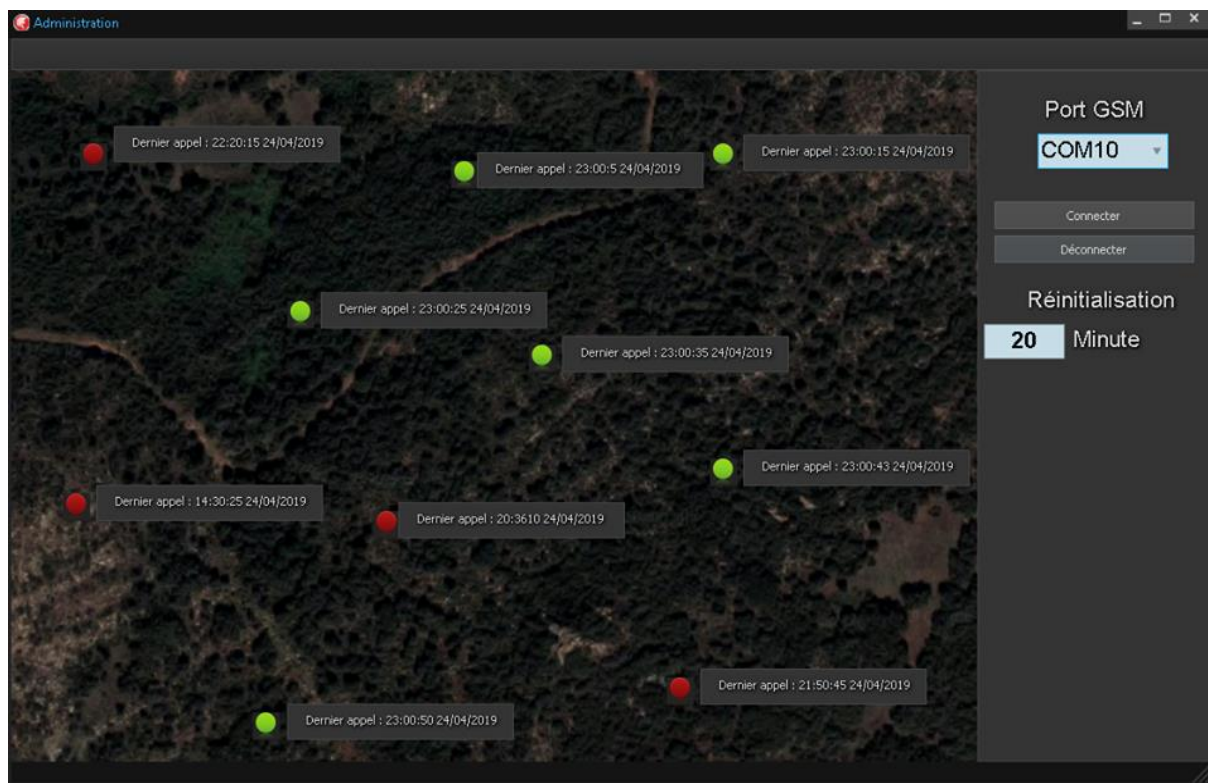 Administration
Dernier appel : 22:20:15 24/04/2019
Dernier appel : 23:00:5 24/04/2019
Dernier appel : 23:00:15 24/04/2019
Dernier appel : 23:00:25 24/04/2019
Dernier appel : 23:00:35 24/04/2019
Dernier appel : 23:00:43 24/04/2019
Dernier appel : 14:30:25 24/04/2019
Dernier appel : 20:3610 24/04/2019
Dernier appel : 21:50:45 24/04/2019
Dernier appel : 23:00:50 24/04/2019
Port GSM
COM10
Connecter
Déconnecter
Réinitialisation
20 Minute